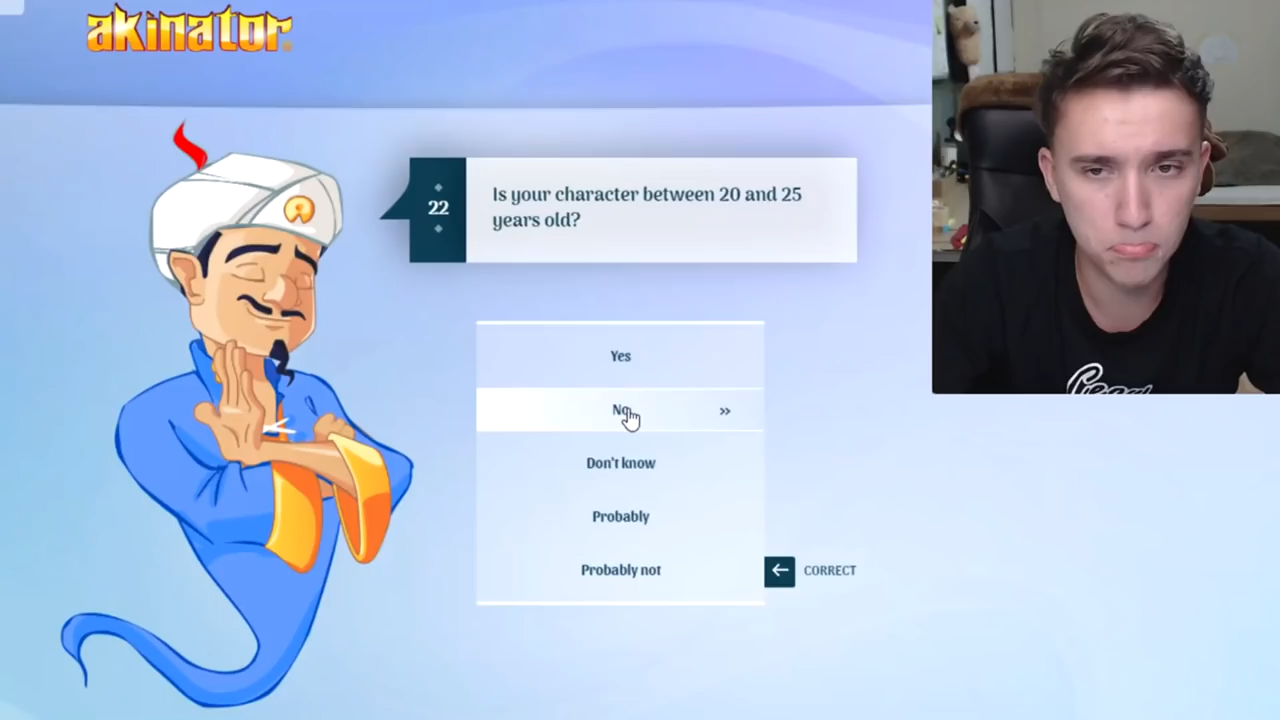 akinator
22
Is your character between 20 and 25
years old?
Yes
No
Don't know
Probably
Probably not
CORRECT